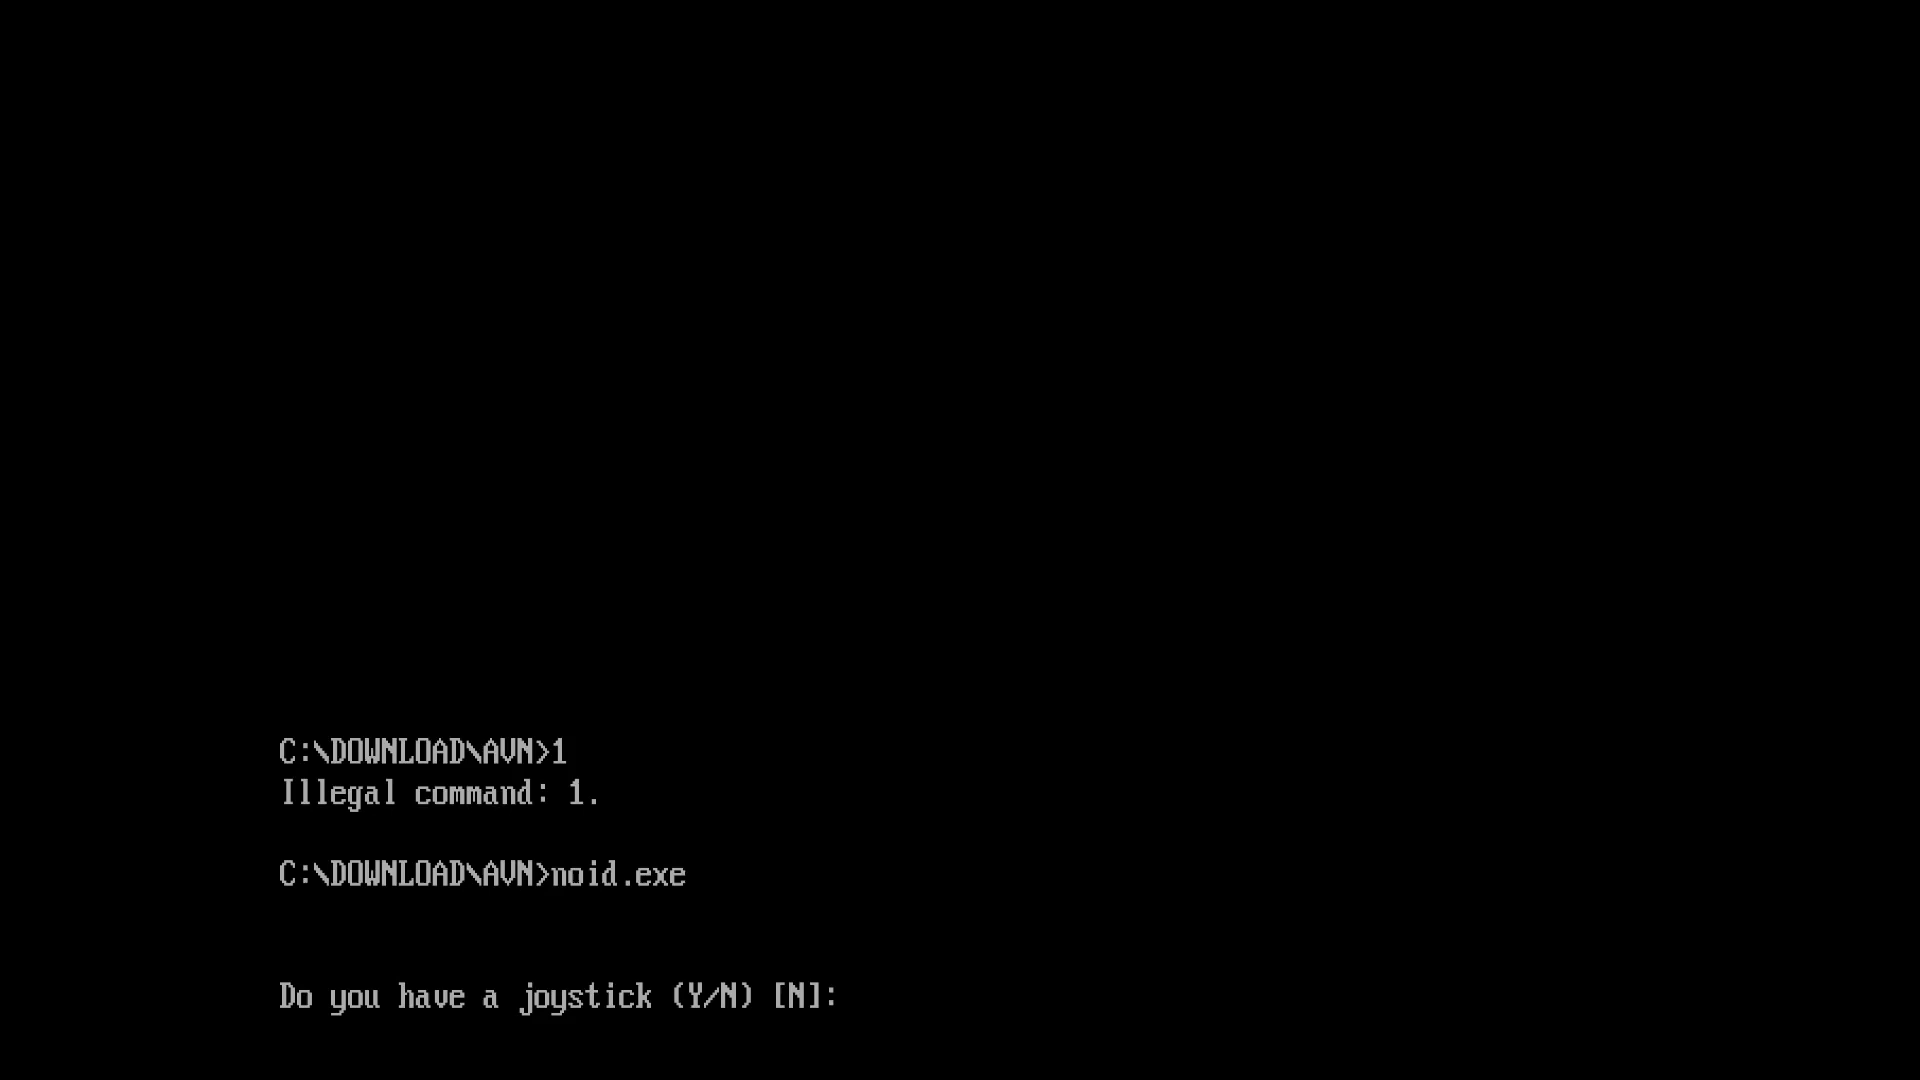 C:\DOWNLOAD\AVN>1
Illegal command: 1.
C:\DOWNLOAD\AVN>noid.exe
Do you have a joystick (Y/N) [N]: